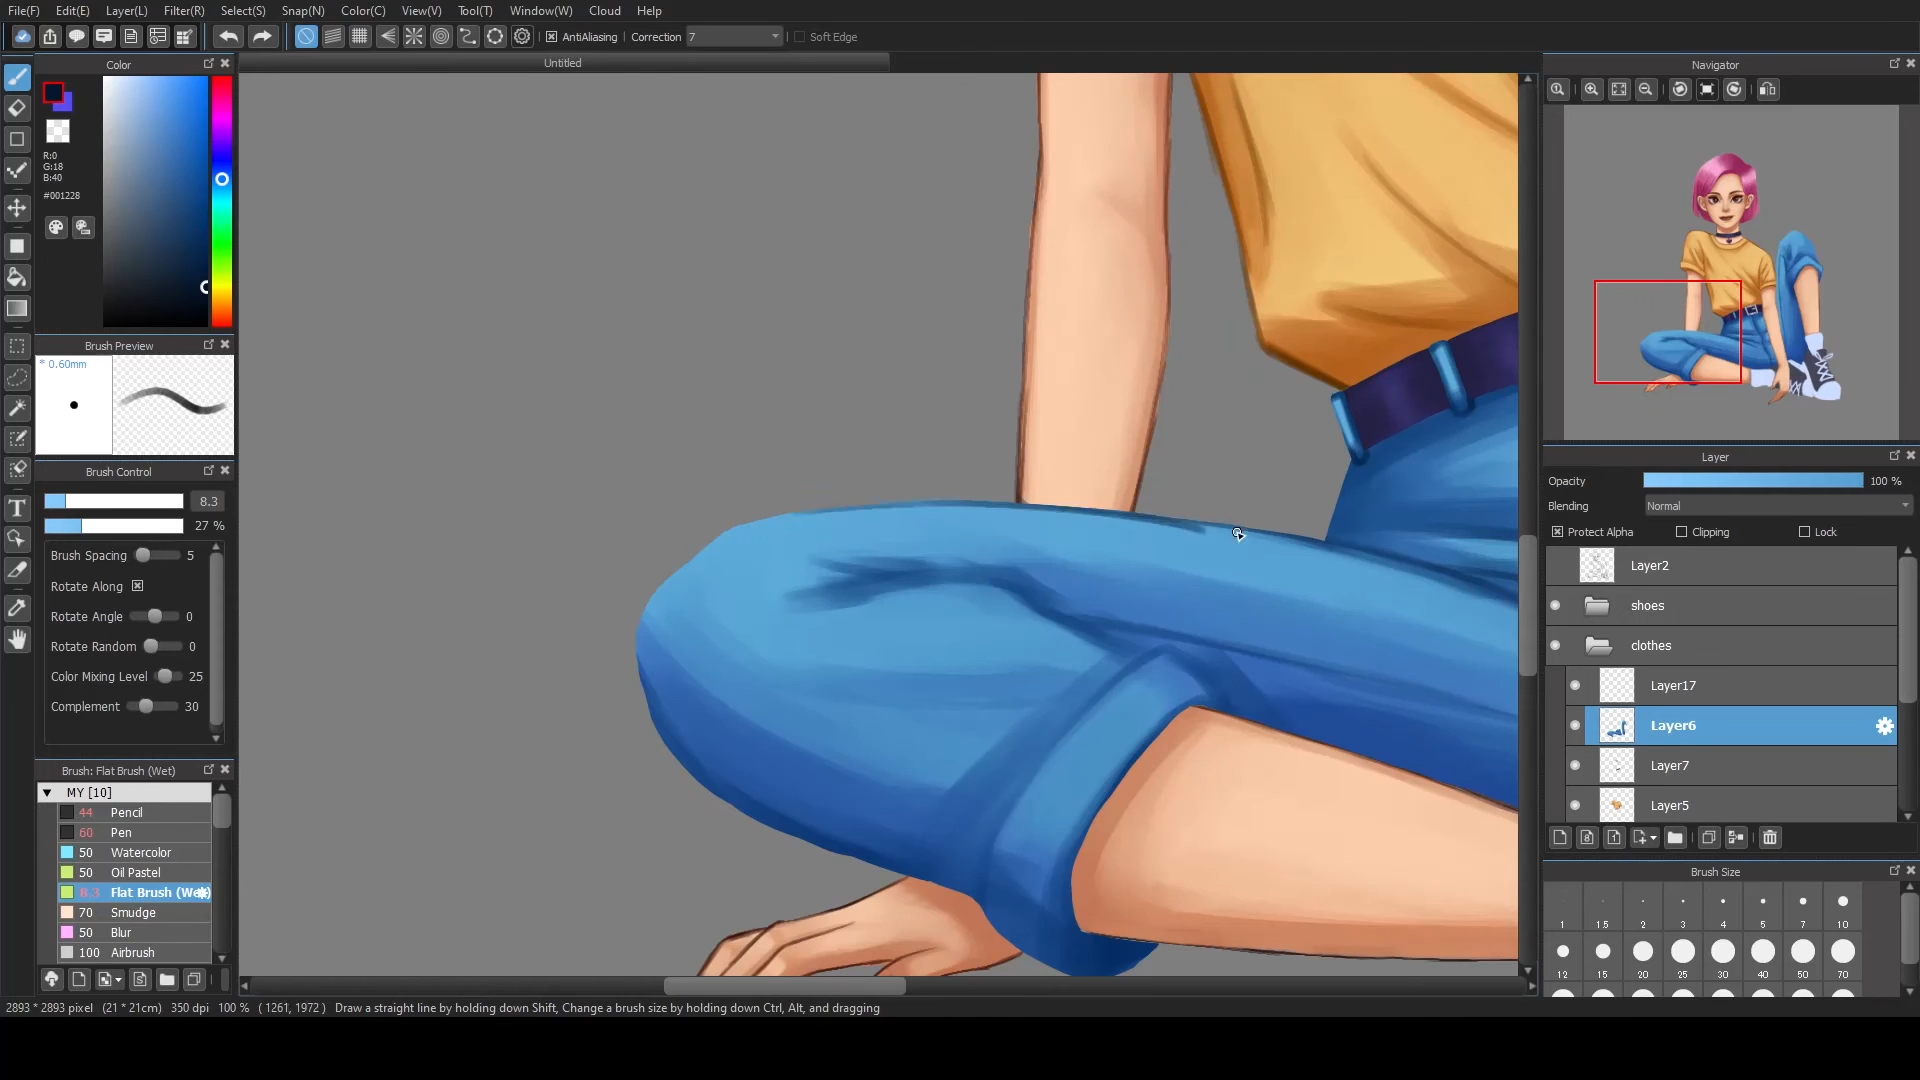 File(F) Edit(E) Layer(L) Filter(R) Select(S) Snap(N) Color(C) View(V) Tool(T) Window(W) Cloud Help
AntiAliasing Correction 7 Soft Edge
Color
Untitled
Navigator
R:0
G:18
B:40
#001228
Brush Preview
* 0.60mm
Brush Control
8.3
27 %
Brush Spacing 5
Rotate Along
Rotate Angle 0
Rotate Random 0
Color Mixing Level 25
Complement 30
Brush: Flat Brush (Wet)
MY [10]
44 Pencil
60 Pen
50 Watercolor
50 Oil Pastel
8.3 Flat Brush (Wet)
70 Smudge
50 Blur
100 Airbrush
Layer
Opacity 100 %
Blending Normal
Protect Alpha Clipping Lock
Layer2
shoes
clothes
Layer17
Layer6
Layer7
Layer5
Brush Size
1 1.5 2 3 4 5 7 10
12 15 20 25 30 40 50 70
2893 * 2893 pixel (21 * 21cm) 350 dpi 100 % ( 1261, 1972 ) Draw a straight line by holding down Shift, Change a brush size by holding down Ctrl, Alt, and dragging